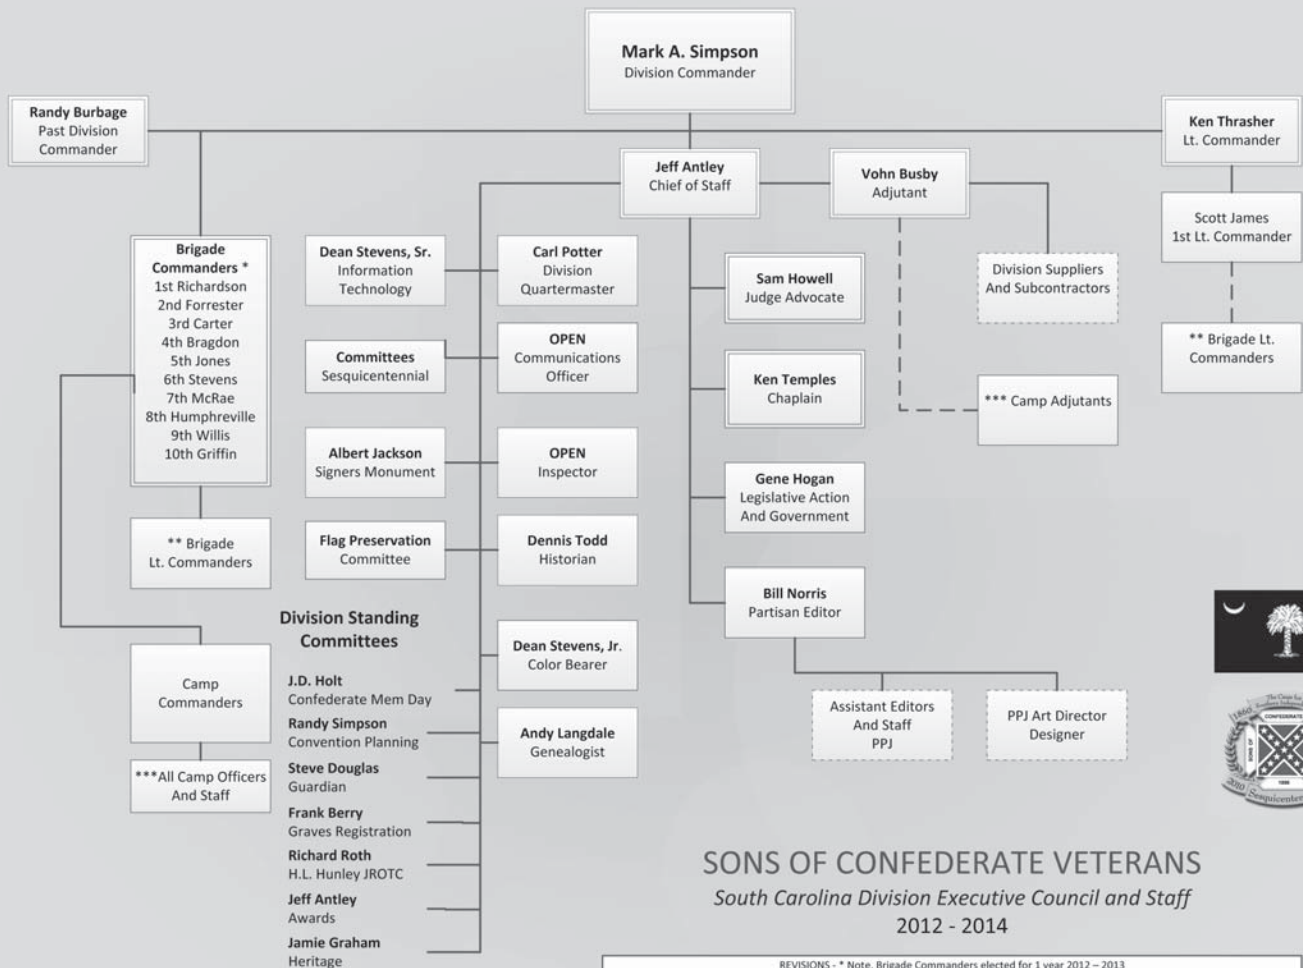 Mark A. Simpson
Division Commander
Randy Burbage
Past Division
Commander
Ken Thrasher
Lt. Commander
Jeff Antley
Chief of Staff
Vohn Busby
Adjutant
Scott James
1st Lt. Commander
** Brigade Lt.
Commanders
Brigade
Commanders *
1st Richardson
2nd Forrester
3rd Carter
4th Bragdon
5th Jones
6th Stevens
7th McRae
8th Humphreville
9th Willis
10th Griffin
** Brigade
Lt. Commanders
Camp
Commanders
***All Camp Officers
And Staff
Dean Stevens, Sr.
Information
Technology
Committees
Sesquicentennial
Albert Jackson
Signers Monument
Flag Preservation
Committee
Carl Potter
Division
Quartermaster
OPEN
Communications
Officer
OPEN
Inspector
Dennis Todd
Historian
Dean Stevens, Jr.
Color Bearer
Andy Langdale
Genealogist
Sam Howell
Judge Advocate
Ken Temples
Chaplain
Gene Hogan
Legislative Action
And Government
Bill Norris
Partisan Editor
Division Suppliers
And Subcontractors
*** Camp Adjutants
Assistant Editors
And Staff
PPJ
PPJ Art Director
Designer
Division Standing
Committees
J.D. Holt
Confederate Mem Day
Randy Simpson
Convention Planning
Steve Douglas
Guardian
Frank Berry
Graves Registration
Richard Roth
H.L. Hunley JROTC
Jeff Antley
Awards
Jamie Graham
Heritage
1860
CONFEDERATE
SONS OF
1896
2010
SONS OF CONFEDERATE VETERANS
South Carolina Division Executive Council and Staff
2012 - 2014
REVISIONS - * Note, Brigade Commanders elected for 1 year 2012 – 2013